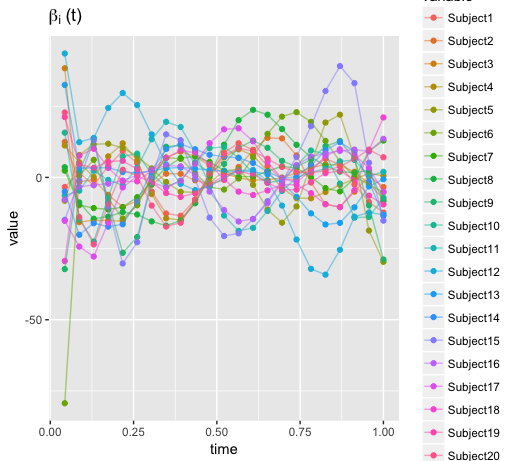 βi (t)
variable
Subject1
Subject2
Subject3
Subject4
Subject5
Subject6
Subject7
Subject8
Subject9
Subject10
Subject11
Subject12
Subject13
Subject14
Subject15
Subject16
Subject17
Subject18
Subject19
Subject20
value
0
-50
0.00
0.25
0.50
0.75
1.00
time